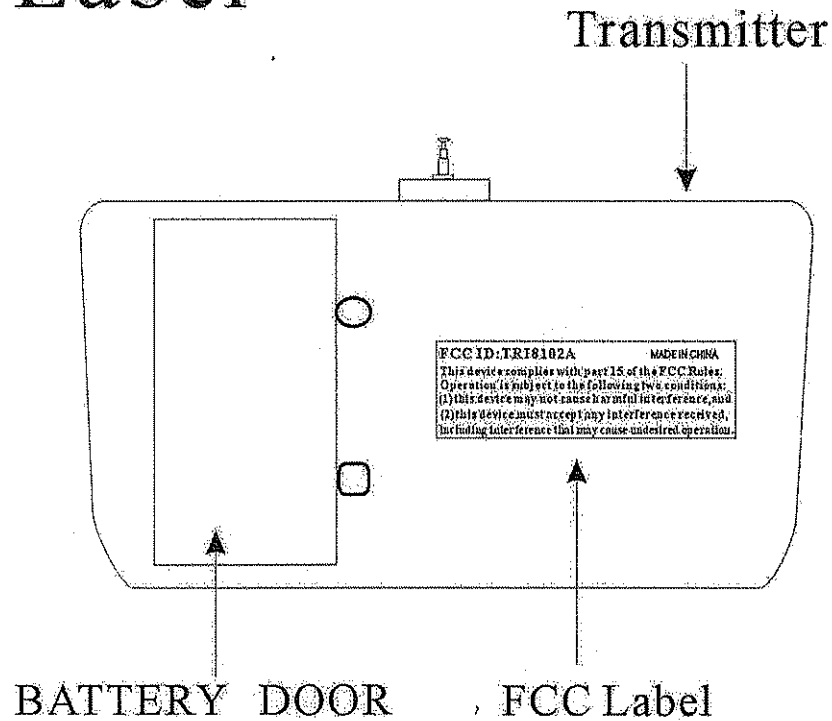 Label
Transmitter
FCC ID:TRI8102A MADE IN CHINA
This device complies with part 15 of the FCC Rules.
Operation is subject to the following two conditions:
(1)this device may not cause harmful interference,and
(2)this device must accept any interference received,
including interference that may cause undesired operation.
BATTERY DOOR
FCC Label